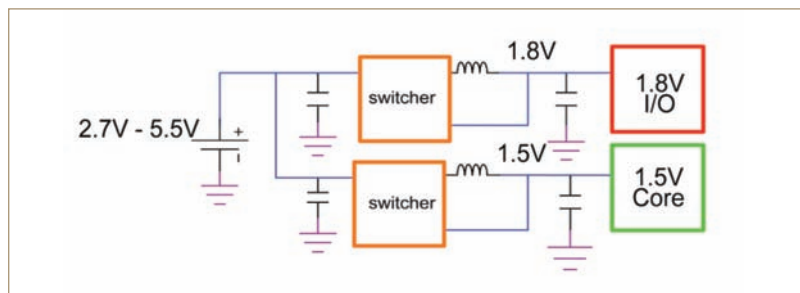 1.8V
switcher
1.8V
I/O
2.7V - 5.5V
+
-
1.5V
switcher
1.5V
Core